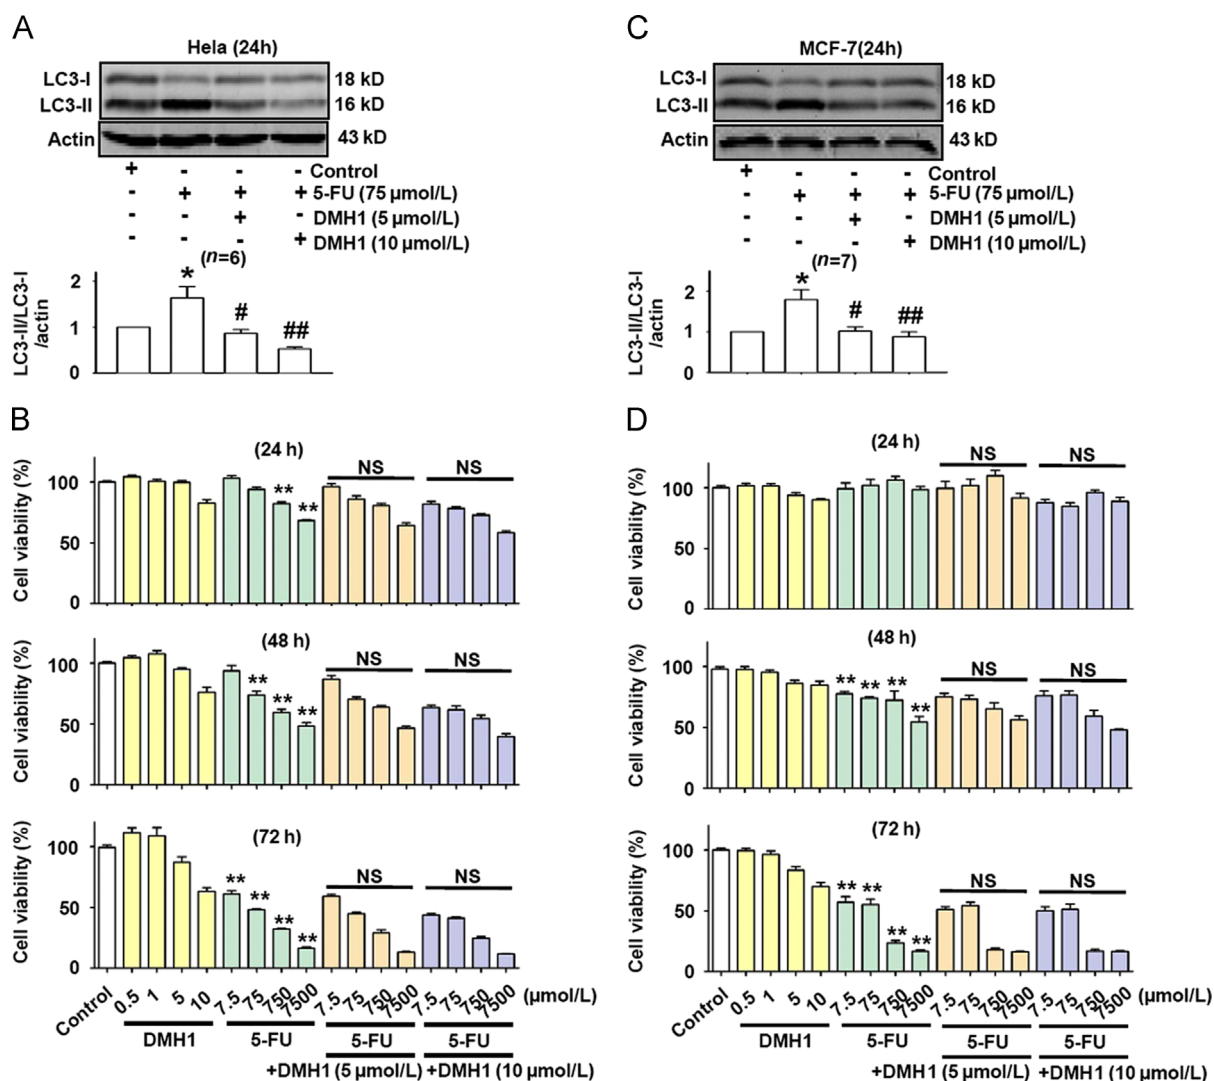 A
Hela (24h)
LC3-I
18 kD
LC3-II
16 kD
Actin
43 kD
+ - - - Control
- + + + 5-FU (75 µmol/L)
- - + - DMH1 (5 µmol/L)
- - - + DMH1 (10 µmol/L)
(n=6)
LC3-II/LC3-I
/actin
2
1
0
* # ##
C
MCF-7(24h)
LC3-I
18 kD
LC3-II
16 kD
Actin
43 kD
+ - - - Control
- + + + 5-FU (75 µmol/L)
- - + - DMH1 (5 µmol/L)
- - - + DMH1 (10 µmol/L)
(n=7)
LC3-II/LC3-I
/actin
2
1
0
* # ##
B
(24 h)
Cell viability (%)
100
50
0
** **
NS NS
(48 h)
Cell viability (%)
100
50
0
** ** **
NS NS
(72 h)
Cell viability (%)
100
50
0
** ** ** **
NS NS
Control 0.5 1 5 10 7.5 75 750 7500 7.5 75 750 7500 7.5 75 750 7500 (µmol/L)
DMH1 5-FU 5-FU 5-FU
+DMH1 (5 µmol/L) +DMH1 (10 µmol/L)
D
(24 h)
Cell viability (%)
100
50
0
NS NS
(48 h)
Cell viability (%)
100
50
0
** ** ** **
NS NS
(72 h)
Cell viability (%)
100
50
0
** ** ** **
NS NS
Control 0.5 1 5 10 7.5 75 750 7500 7.5 75 750 7500 7.5 75 750 7500 (µmol/L)
DMH1 5-FU 5-FU 5-FU
+DMH1 (5 µmol/L) +DMH1 (10 µmol/L)